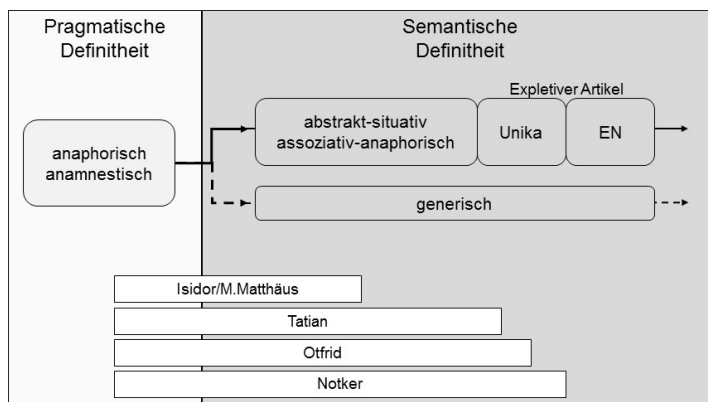 Pragmatische
Definitheit
Semantische
Definitheit
Expletiver Artikel
anaphorisch
anamnestisch
abstrakt-situativ
assoziativ-anaphorisch
Unika
EN
generisch
Isidor/M.Matthäus
Tatian
Otfrid
Notker